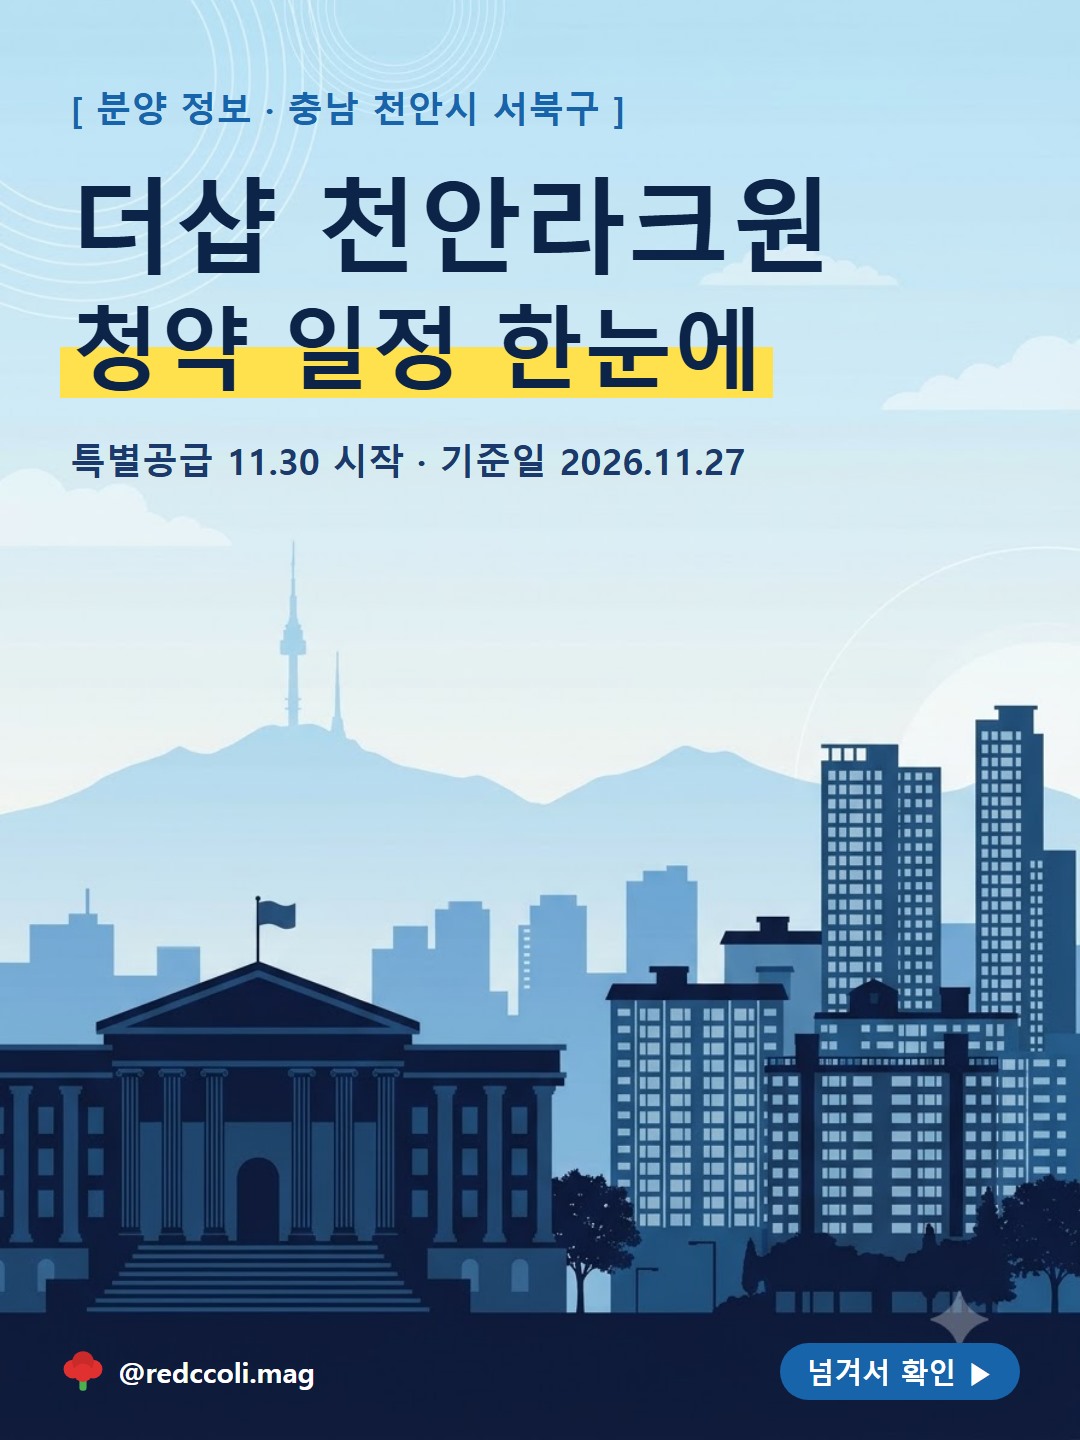 [ 분양 정보 · 충남 천안시 서북구 ]
더샵 천안라크원
청약 일정 한눈에
특별공급 11.30 시작 · 기준일 2026.11.27
@redccoli.mag
넘겨서 확인 ▶